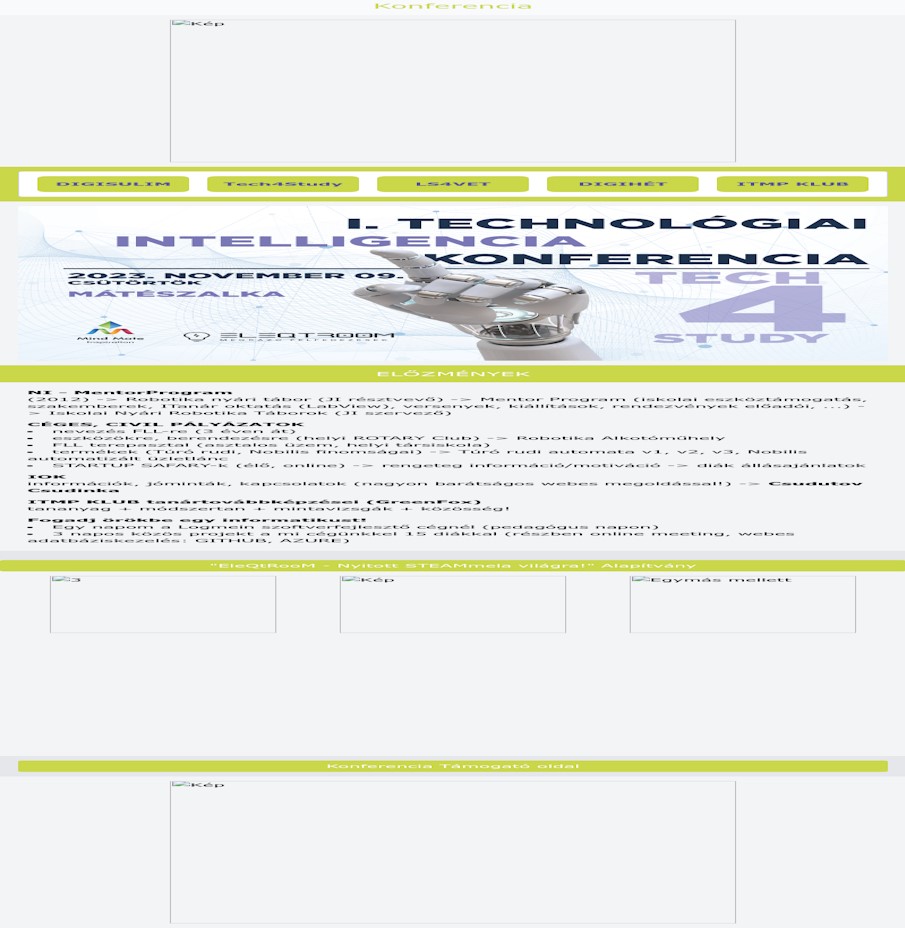 Konferencia
Kép
DIGISULIM
Tech4Study
LS4VET
DIGIHÉT
ITMP KLUB
I. TECHNOLÓGIAI
INTELLIGENCIA
KONFERENCIA
2023. NOVEMBER 09.
CSÜTÖRTÖK
MÁTÉSZALKA
TECH
4
STUDY
Mind Mate
Inspiration
ELEQTROOM
ELŐZMÉNYEK
NI - MentorProgram
(2012) -> Robotika nyári tábor (JI résztvevő) -> Mentor Program (iskolai eszköztámogatás,
szakemberek, ITanár oktatás (LabView), versenyek, kiállítások, rendezvények előadói, ...) -
> Iskolai Nyári Robotika Táborok (JI szervező)
CÉGES, CIVIL PÁLYÁZATOK
• nevezés FLL-re (3 éven át)
• eszközökre, berendezésre (helyi ROTARY Club) -> Robotika Alkotóműhely
• FLL terepasztal (asztalos üzem, helyi társiskola)
• termékek (Túró rudi, Nobilis finomságai) -> Túró rudi automata v1, v2, v3, Nobilis
automatizált üzletlánc
• STARTUP SAFARY-k (élő, online) -> rengeteg információ/motiváció -> diák állásajánlatok
IOK
információk, jóminták, kapcsolatok (nagyon barátságos webes megoldással!) -> Csudutov
Csudinka
ITMP KLUB tanártovábbképzései (GreenFox)
tananyag + módszertan + mintavizsgák + közösség!
Fogadj örökbe egy informatikust!
• Egy napom a Logmein szoftverfejlesztő cégnél (pedagógus napon)
• 3 napos közös projekt a mi cégünkkel 15 diákkal (részben online meeting, webes
adatbáziskezelés: GITHUB, AZURE)
"EleQtRooM - Nyitott STEAMmela világra!" Alapítvány
3
Kép
Egymás mellett
Konferencia Támogató oldal
Kép